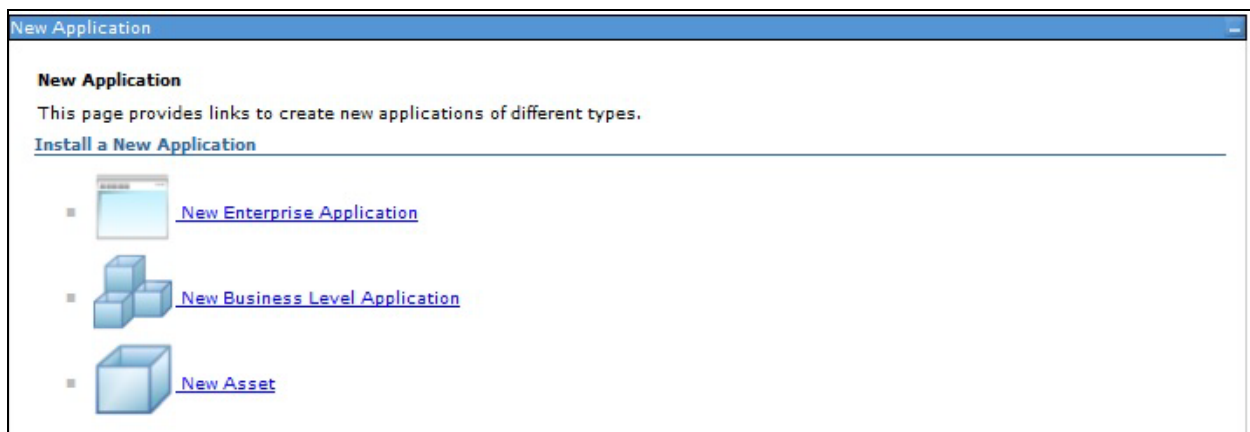 New Application
New Application
This page provides links to create new applications of different types.
Install a New Application
New Enterprise Application
New Business Level Application
New Asset